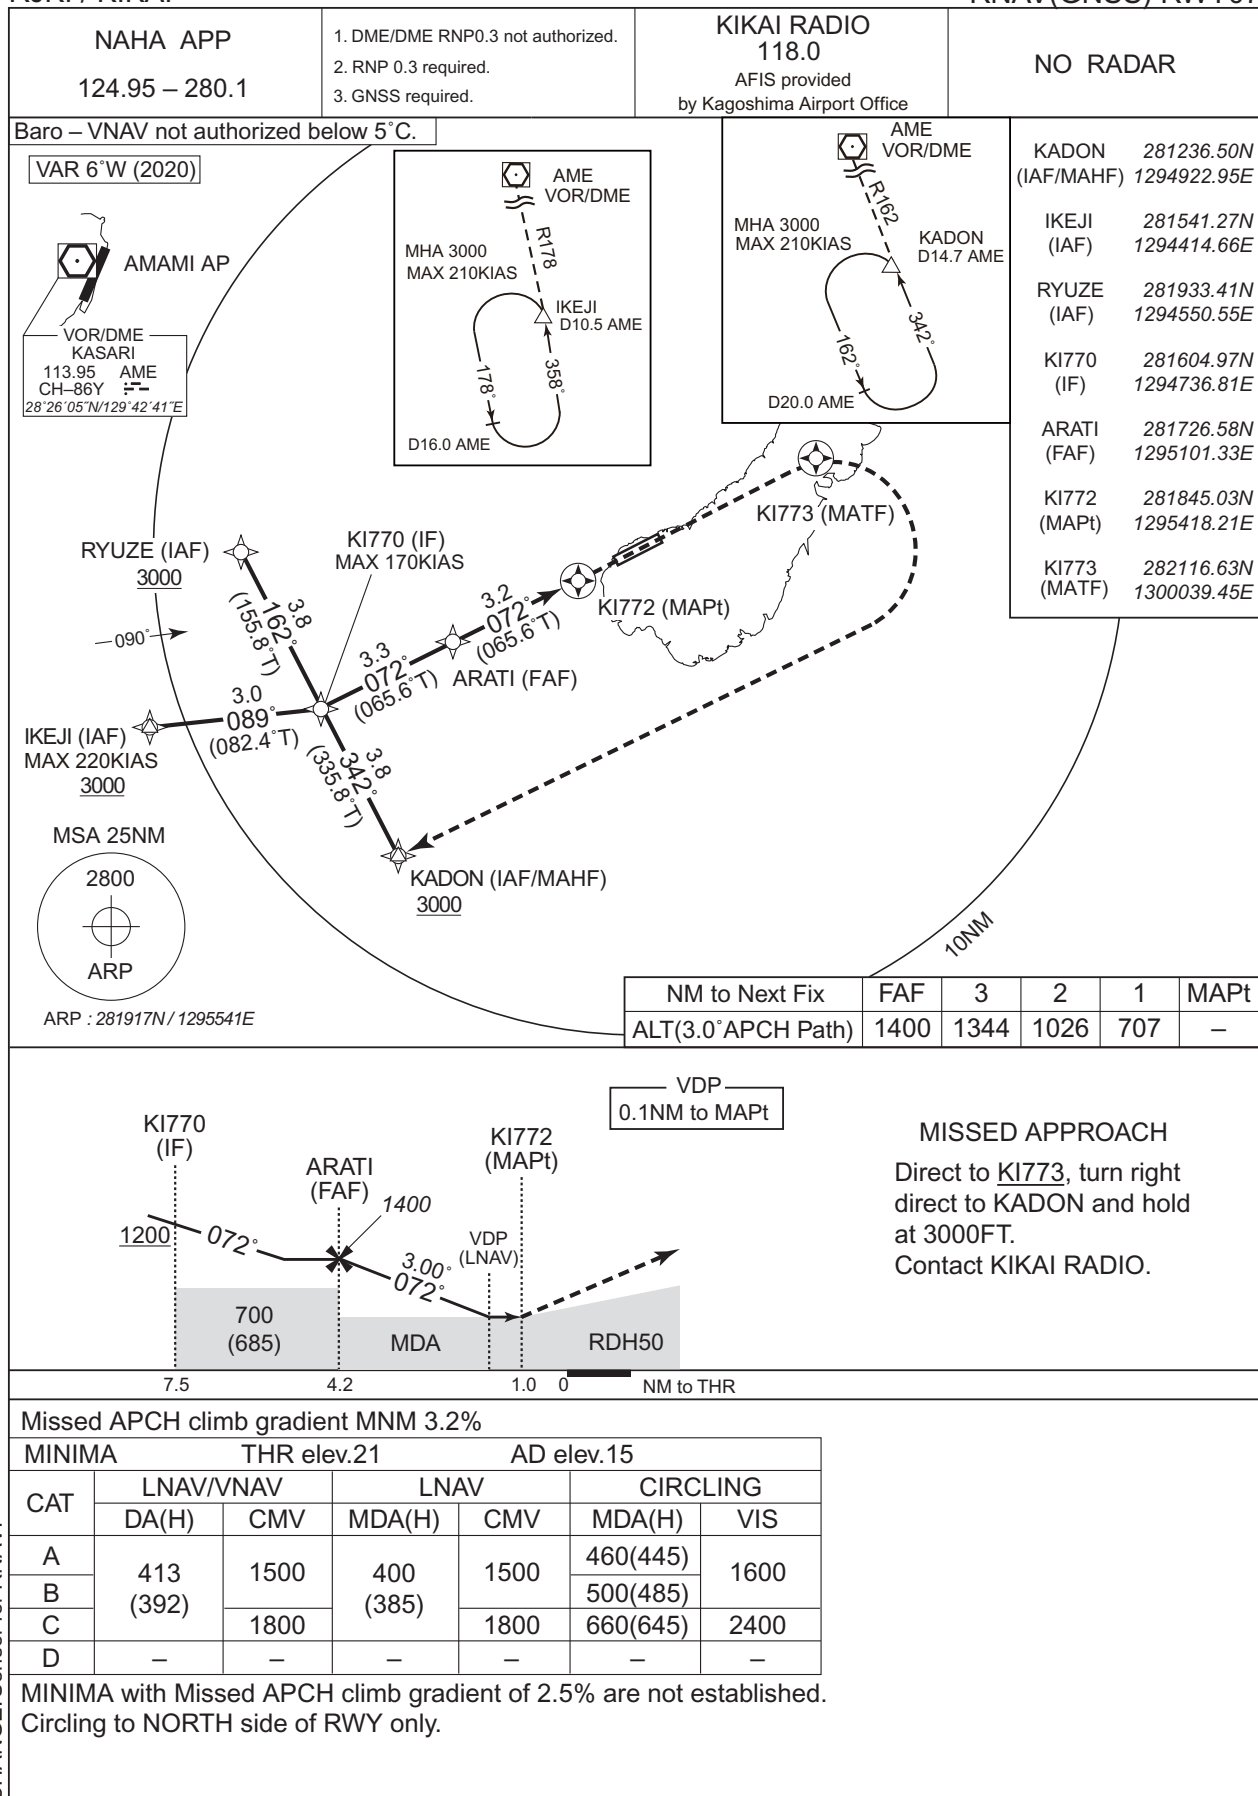 NAHA APP
124.95 – 280.1
1. DME/DME RNP0.3 not authorized.
2. RNP 0.3 required.
3. GNSS required.
KIKAI RADIO
118.0
AFIS provided
by Kagoshima Airport Office
NO RADAR
Baro – VNAV not authorized below 5˚C.
VAR 6˚W (2020)
AMAMI AP
VOR/DME
KASARI
113.95 AME
CH–86Y
28˚26´05˝N/129˚42´41˝E
AME
VOR/DME
R178
MHA 3000
MAX 210KIAS
IKEJI
D10.5 AME
178˚
358˚
D16.0 AME
AME
VOR/DME
R162
MHA 3000
MAX 210KIAS
KADON
D14.7 AME
162˚
342˚
D20.0 AME
KADON 281236.50N
(IAF/MAHF) 1294922.95E
IKEJI 281541.27N
(IAF) 1294414.66E
RYUZE 281933.41N
(IAF) 1294550.55E
KI770 281604.97N
(IF) 1294736.81E
ARATI 281726.58N
(FAF) 1295101.33E
KI772 281845.03N
(MAPt) 1295418.21E
KI773 282116.63N
(MATF) 1300039.45E
KI773 (MATF)
RYUZE (IAF)
3000
KI770 (IF)
MAX 170KIAS
3.8
162˚
(155.8˚T)
090˚
3.2
072˚
(065.6˚T)
KI772 (MAPt)
3.3
072˚
(065.6˚T)
ARATI (FAF)
3.0
089˚
(082.4˚T)
IKEJI (IAF)
MAX 220KIAS
3000
3.8
342˚
(335.8˚T)
KADON (IAF/MAHF)
3000
MSA 25NM
2800
ARP
ARP : 281917N / 1295541E
10NM
NM to Next Fix FAF 3 2 1 MAPt
ALT(3.0˚APCH Path) 1400 1344 1026 707 –
VDP
0.1NM to MAPt
KI770
(IF)
ARATI
(FAF)
1400
KI772
(MAPt)
VDP
(LNAV)
1200
072˚
3.00˚
072˚
700
(685)
MDA
RDH50
7.5 4.2 1.0 0 NM to THR
MISSED APPROACH
Direct to KI773, turn right
direct to KADON and hold
at 3000FT.
Contact KIKAI RADIO.
Missed APCH climb gradient MNM 3.2%
MINIMA THR elev.21 AD elev.15
CAT LNAV/VNAV LNAV CIRCLING
DA(H) CMV MDA(H) CMV MDA(H) VIS
A 413 (392) 1500 400 (385) 1500 460(445) 1600
B 500(485)
C 1800 1800 660(645) 2400
D – – – – – –
MINIMA with Missed APCH climb gradient of 2.5% are not established.
Circling to NORTH side of RWY only.